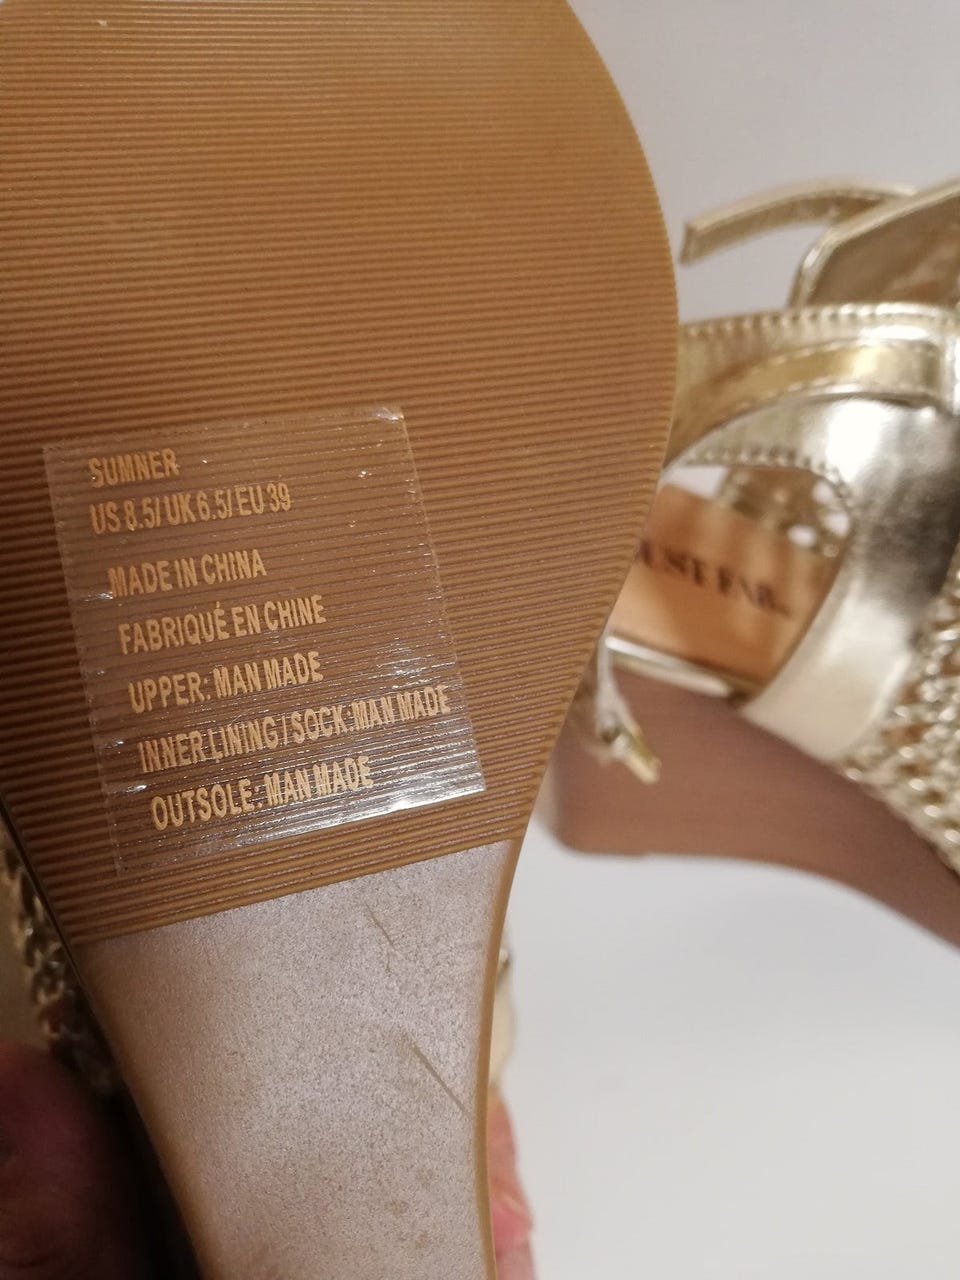 SUMNER
US 8.5/ UK 6.5/ EU 39
MADE IN CHINA
FABRIQUÉ EN CHINE
UPPER: MAN MADE
INNER LINING / SOCK: MAN MADE
OUTSOLE: MAN MADE